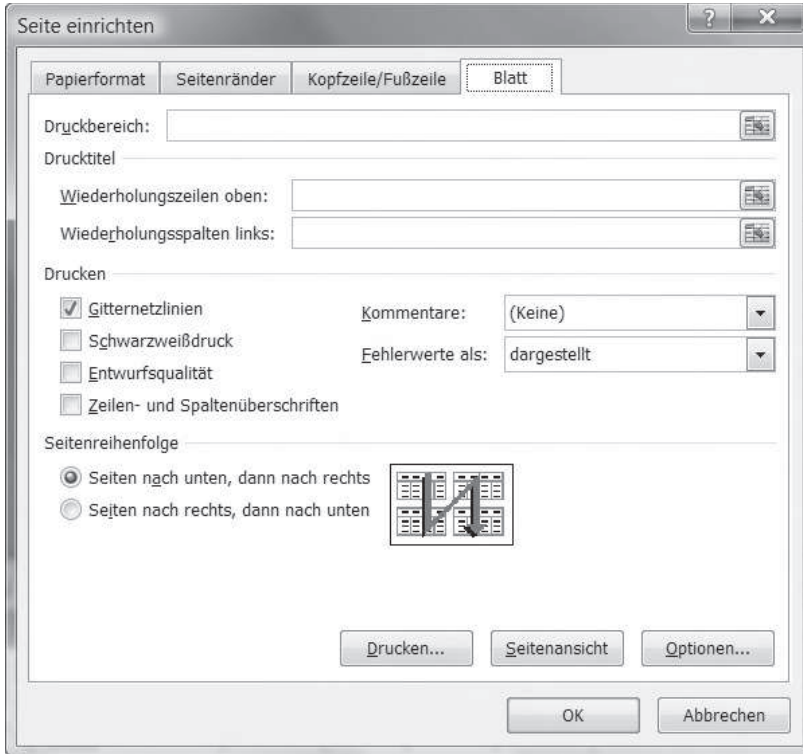 Seite einrichten
Papierformat Seitenränder Kopfzeile/Fußzeile Blatt
Druckbereich:
Drucktitel
Wiederholungszeilen oben:
Wiederholungsspalten links:
Drucken
Gitternetzlinien
Schwarzweißdruck
Entwurfsqualität
Zeilen- und Spaltenüberschriften
Kommentare: (Keine)
Fehlerwerte als: dargestellt
Seitenreihenfolge
Seiten nach unten, dann nach rechts
Seiten nach rechts, dann nach unten
Drucken... Seitenansicht Optionen...
OK Abbrechen